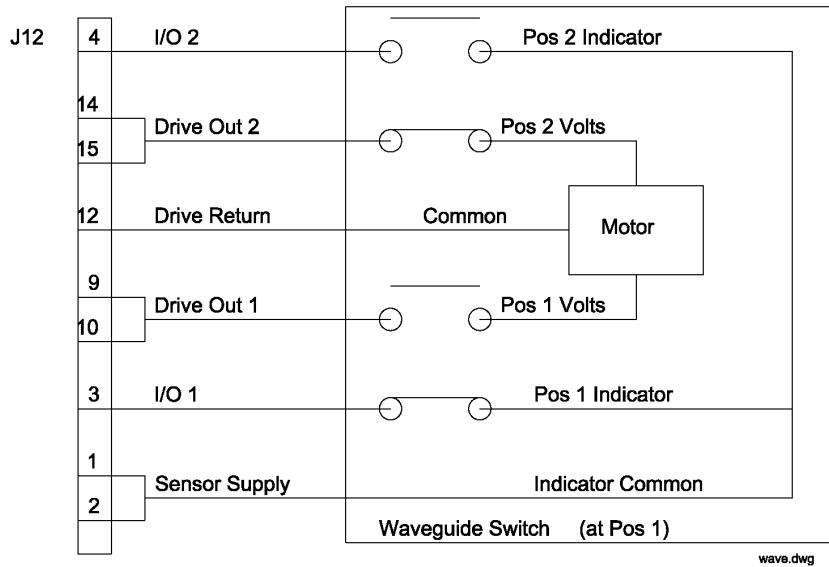 J12 4 I/O 2 Pos 2 Indicator
14
Drive Out 2 Pos 2 Volts
15
12 Drive Return Common Motor
9
Drive Out 1 Pos 1 Volts
10
3 I/O 1 Pos 1 Indicator
1
Sensor Supply Indicator Common
2
Waveguide Switch (at Pos 1)
wave.dwg